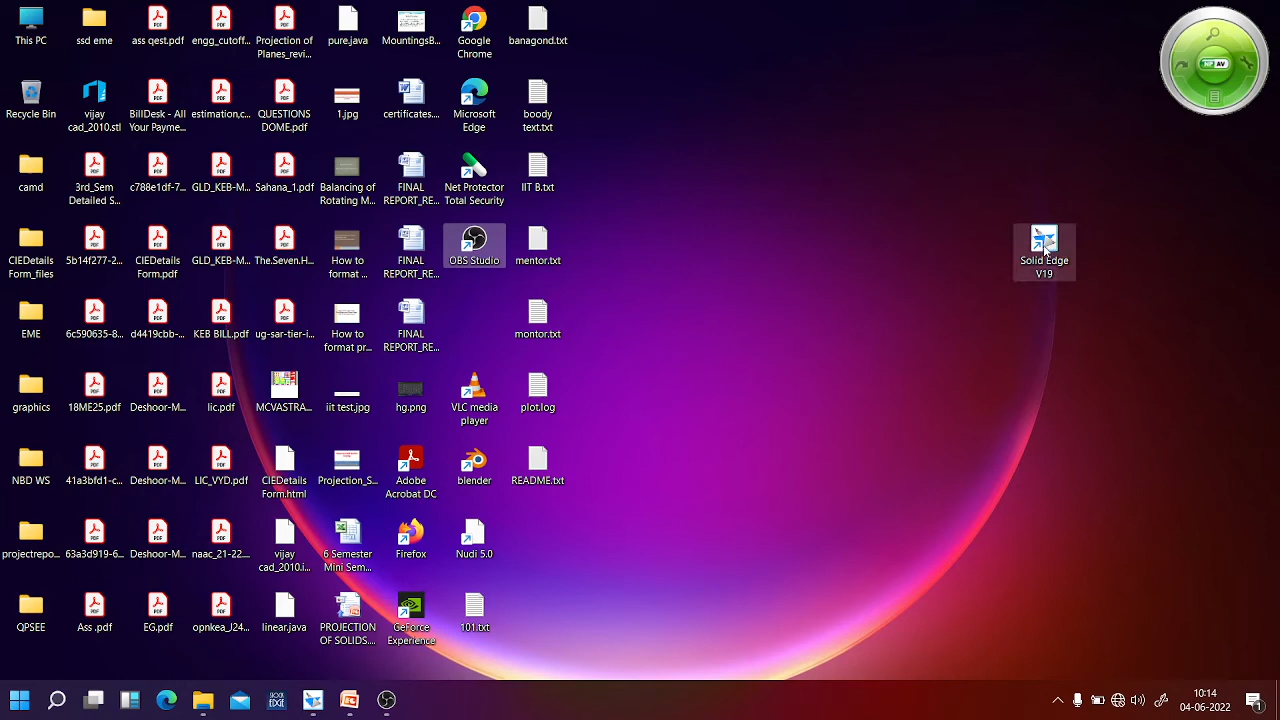 This PC
ssd eme
ass qest.pdf
engg_cutoff...
Projection of
Planes_revi...
pure.java
MountingsB...
Google
Chrome
banagond.txt
Recycle Bin
vijay
cad_2010.stl
BillDesk - All
Your Payme...
estimation,c...
QUESTIONS
DOME.pdf
1.jpg
certificates...
Microsoft
Edge
boody
text.txt
camd
3rd_Sem
Detailed S...
c788e1df-7...
GLD_KEB-M...
Sahana_1.pdf
Balancing of
Rotating M...
FINAL
REPORT_RE...
Net Protector
Total Security
IIT B.txt
CIEDetails
Form_files
5b14f277-2...
CIEDetails
Form.pdf
GLD_KEB-M...
The.Seven.H...
How to
format ...
FINAL
REPORT_RE...
OBS Studio
mentor.txt
Solid Edge
V19
EME
6c590635-8...
d4419cbb-...
KEB BILL.pdf
ug-sar-tier-i...
How to
format pr...
FINAL
REPORT_RE...
montor.txt
graphics
18ME25.pdf
Deshoor-M...
lic.pdf
MCVASTRA...
iit test.jpg
hg.png
VLC media
player
plot.log
NBD WS
41a3bfd1-c...
Deshoor-M...
LIC_VYD.pdf
CIEDetails
Form.html
Projection_S...
Adobe
Acrobat DC
blender
README.txt
projectrepo...
63a3d919-6...
Deshoor-M...
naac_21-22...
vijay
cad_2010.i...
6 Semester
Mini Sem...
Firefox
Nudi 5.0
QPSEE
Ass .pdf
EG.pdf
opnkea_J24...
linear.java
PROJECTION
OF SOLIDS....
GeForce
Experience
101.txt
NP AV
10:14
04-06-2022